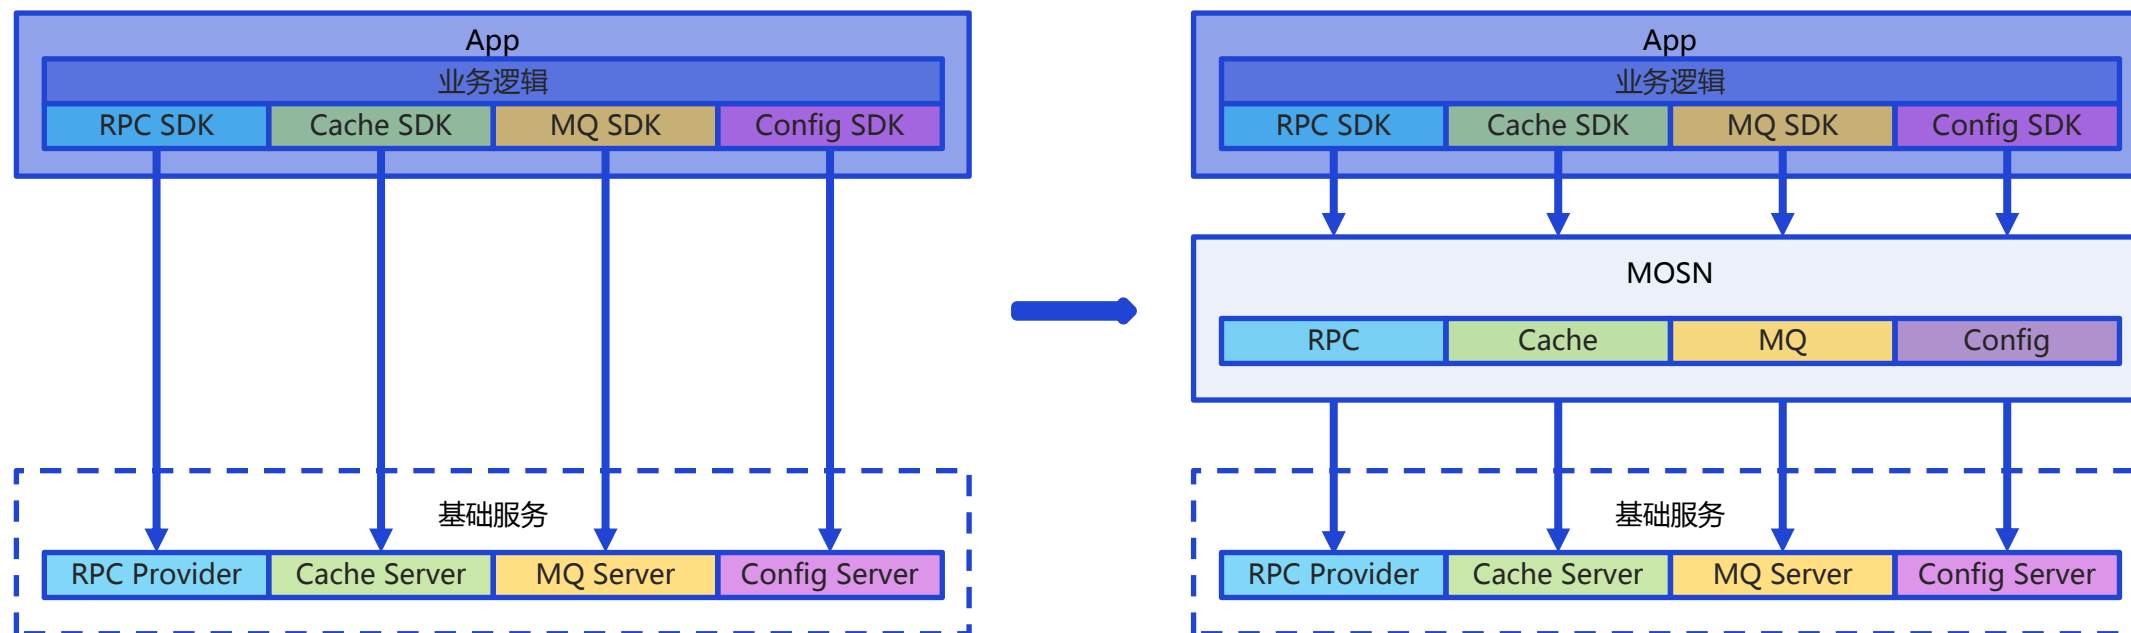 App
业务逻辑
RPC SDK Cache SDK MQ SDK Config SDK
基础服务
RPC Provider Cache Server MQ Server Config Server
App
业务逻辑
RPC SDK Cache SDK MQ SDK Config SDK
MOSN
RPC Cache MQ Config
基础服务
RPC Provider Cache Server MQ Server Config Server